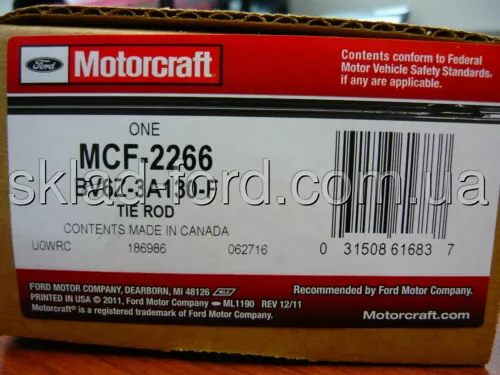 Ford
Motorcraft
Contents conform to Federal
Motor Vehicle Safety Standards,
if any are applicable.
ONE
MCF-2266
BV6Z-3A130-F
TIE ROD
CONTENTS MADE IN CANADA
U0WRC 186986 062716
0 31508 61683 7
sklad-ford.com.ua
FORD MOTOR COMPANY, DEARBORN, MI 48126
PRINTED IN USA © 2011, Ford Motor Company ML1190 REV 12/11
Motorcraft® is a registered trademark of Ford Motor Company.
Recommended by Ford Motor Company.
Motorcraft.com